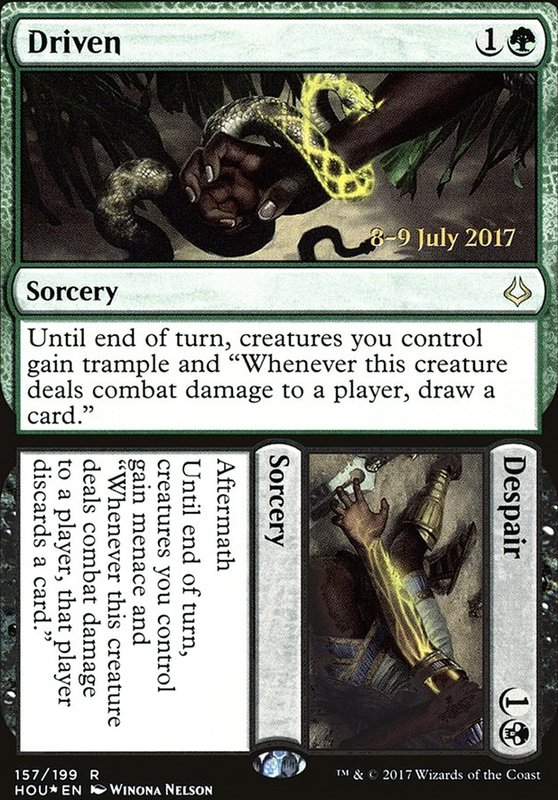 Driven 1
8–9 July 2017
Sorcery
Until end of turn, creatures you control
gain trample and “Whenever this creature
deals combat damage to a player, draw a
card.”
Despair 1
Sorcery
Aftermath
Until end of turn,
creatures you control
gain menace and
“Whenever this creature
deals combat damage
to a player, that player
discards a card.”
157/199 R
HOU★EN Winona Nelson
™ & © 2017 Wizards of the Coast